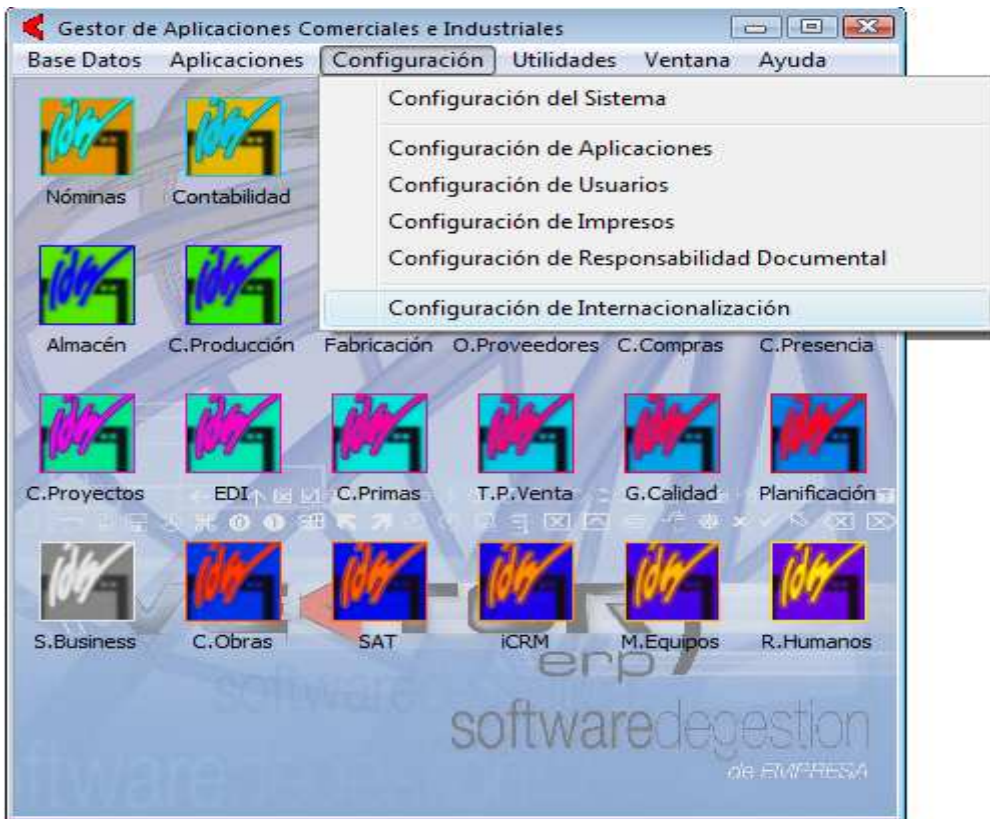 Gestor de Aplicaciones Comerciales e Industriales
Base Datos Aplicaciones Configuración Utilidades Ventana Ayuda
Configuración del Sistema
Configuración de Aplicaciones
Configuración de Usuarios
Configuración de Impresos
Configuración de Responsabilidad Documental
Configuración de Internacionalización
Nóminas Contabilidad
Almacén C.Producción Fabricación O.Proveedores C.Compras C.Presencia
C.Proyectos EDI C.Primas T.P.Venta G.Calidad Planificación
S.Business C.Obras SAT iCRM M.Equipos R.Humanos
erp7
softwaredegestion
de EMPRESA
software